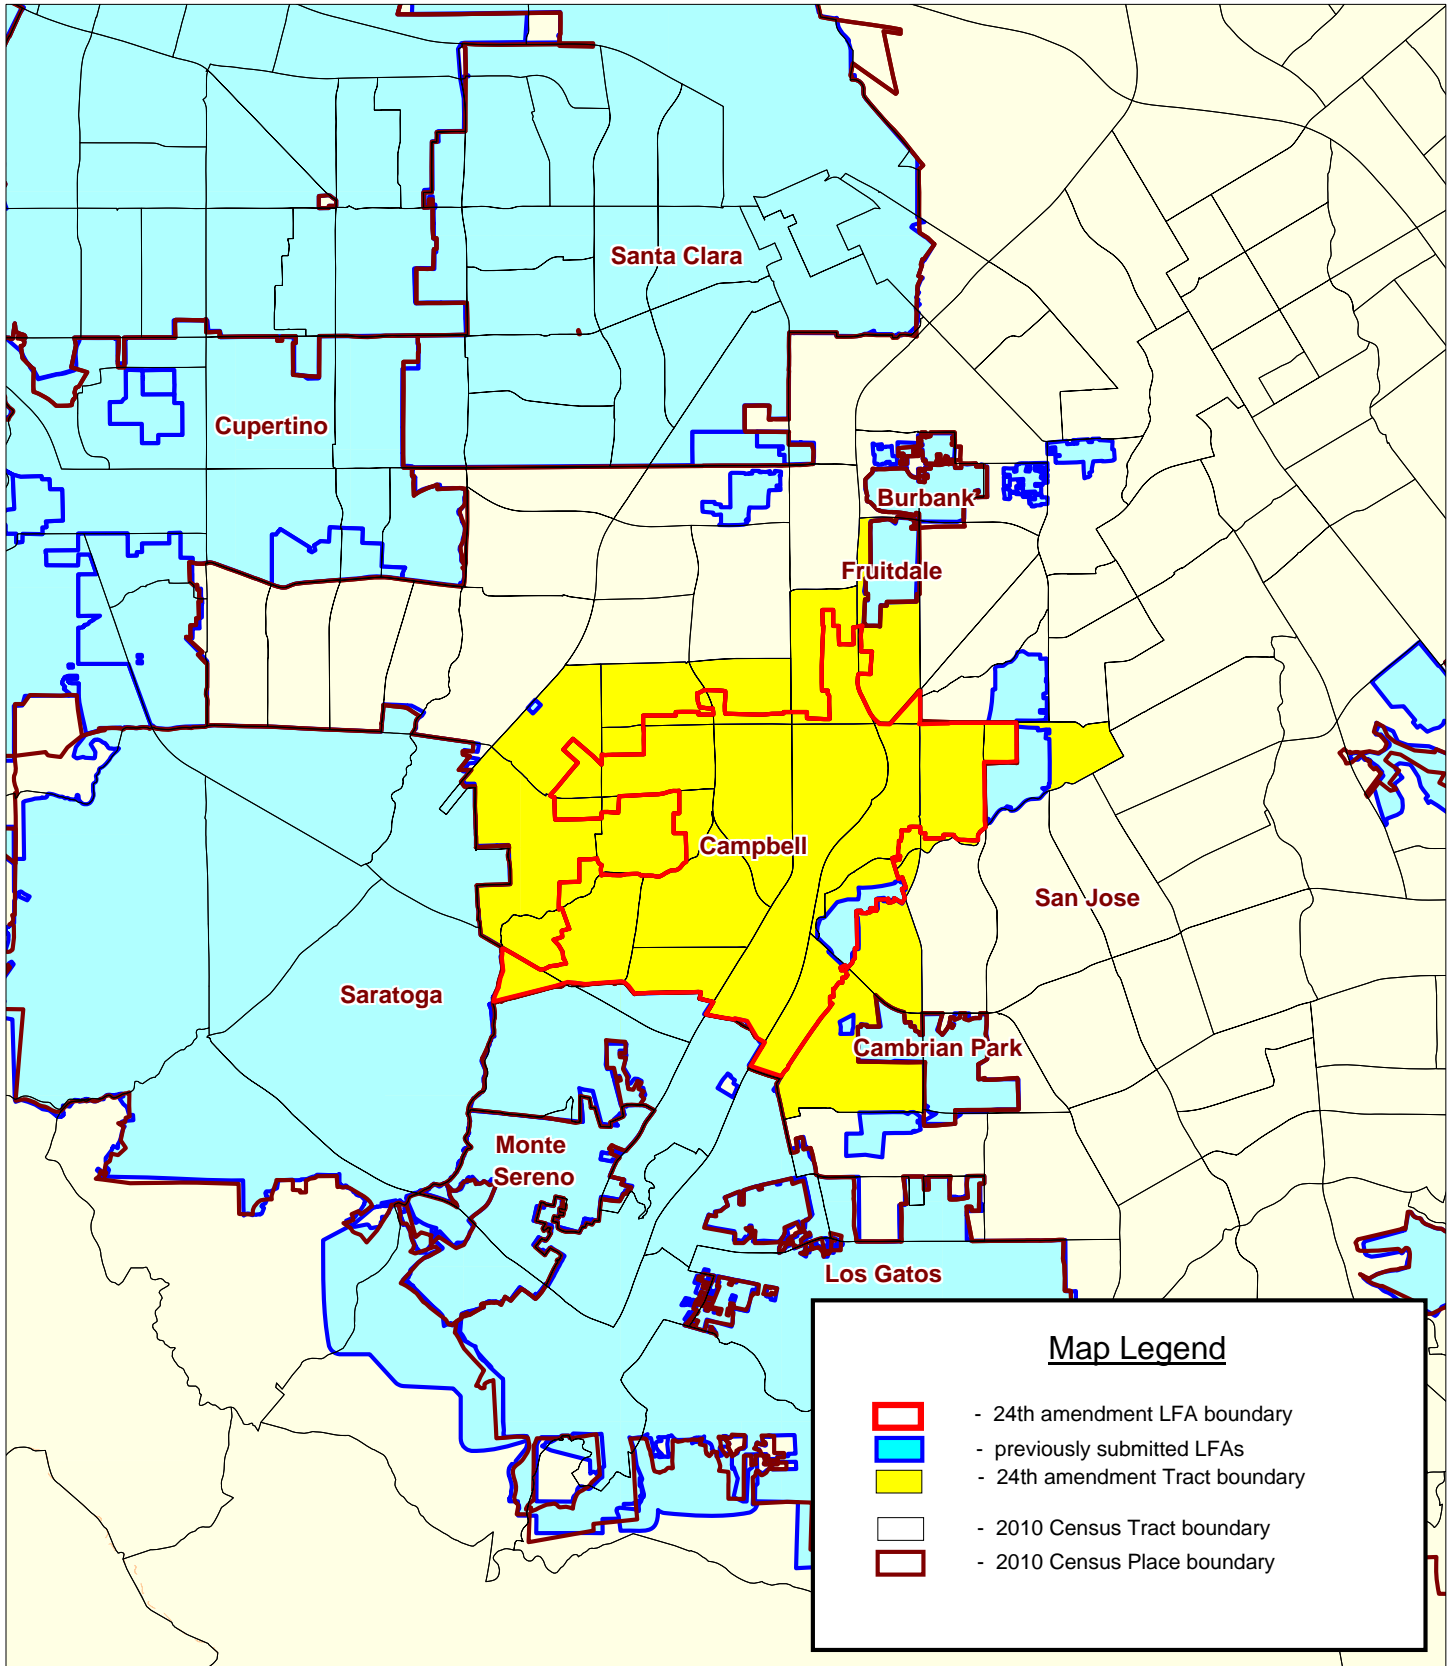 Santa Clara
Cupertino
Burbank
Fruitdale
Campbell
San Jose
Saratoga
Cambrian Park
Monte
Sereno
Los Gatos
Map Legend
- 24th amendment LFA boundary
- previously submitted LFAs
- 24th amendment Tract boundary
- 2010 Census Tract boundary
- 2010 Census Place boundary